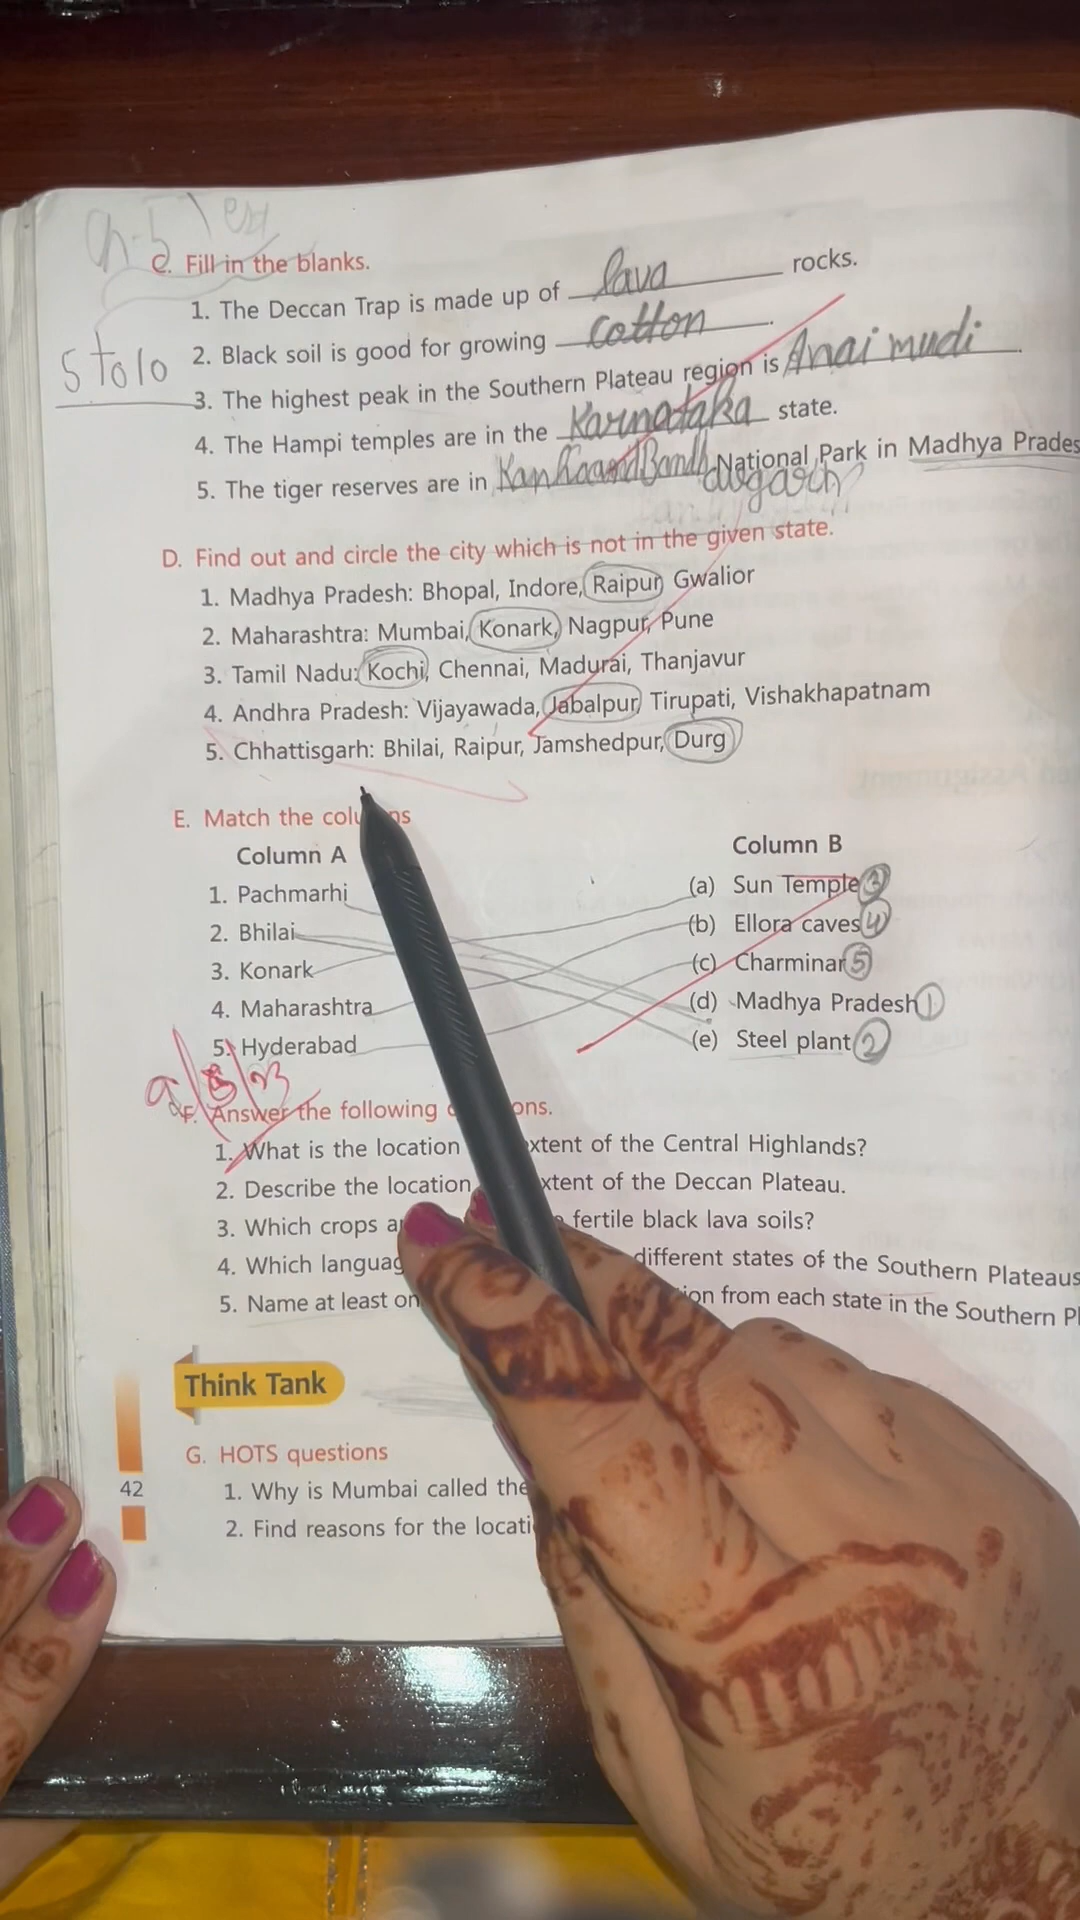 Ch-5 Test
C. Fill in the blanks.
1. The Deccan Trap is made up of lava rocks.
2. Black soil is good for growing cotton.
5 to 10
3. The highest peak in the Southern Plateau region is Anaimudi.
4. The Hampi temples are in the Karnataka state.
5. The tiger reserves are in National Park in Madhya Prades
D. Find out and circle the city which is not in the given state.
1. Madhya Pradesh: Bhopal, Indore, Raipur, Gwalior
2. Maharashtra: Mumbai, Konark, Nagpur, Pune
3. Tamil Nadu: Kochi, Chennai, Madurai, Thanjavur
4. Andhra Pradesh: Vijayawada, Jabalpur, Tirupati, Vishakhapatnam
5. Chhattisgarh: Bhilai, Raipur, Jamshedpur, Durg
E. Match the
Column A Column B
1. Pachmarhi (a) Sun Temple 3
2. Bhilai (b) Ellora caves 4
3. Konark (c) Charminar 5
4. Maharashtra (d) Madhya Pradesh 1
5. Hyderabad (e) Steel plant 2
F. Answer the following
1. What is the location extent of the Central Highlands?
2. Describe the location extent of the Deccan Plateau.
3. Which crops fertile black lava soils?
4. Which different states of the Southern Plateaus
5. Name at least from each state in the Southern
Think Tank
G. HOTS questions
1. Why is Mumbai called the
2. Find reasons for the
42